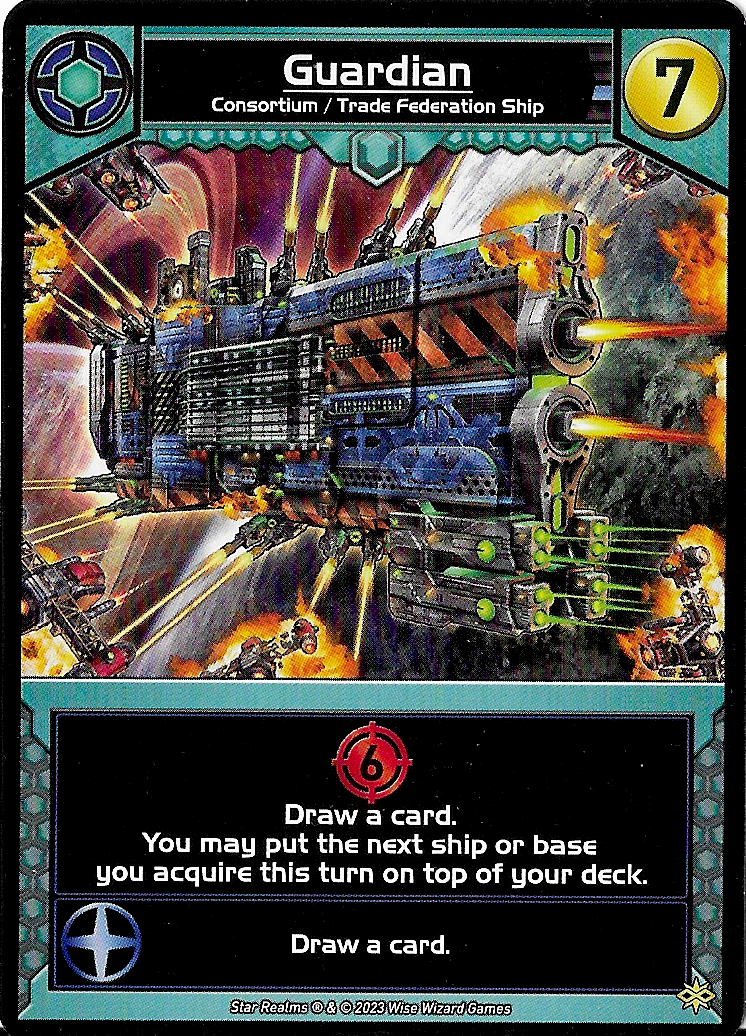 Guardian
7
Consortium / Trade Federation Ship
6
Draw a card.
You may put the next ship or base
you acquire this turn on top of your deck.
Draw a card.
Star Realms ® & © 2023 Wise Wizard Games